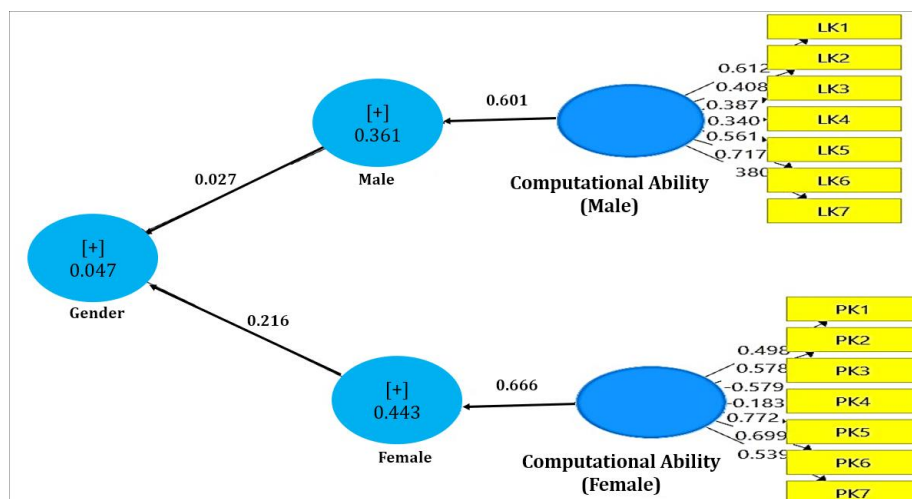 LK1
LK2
LK3
LK4
LK5
LK6
LK7
0.612
0.408
0.387
0.340
0.561
0.717
380
0.601
[+]
0.361
Male
Computational Ability
(Male)
0.027
[+]
0.047
Gender
0.216
[+]
0.443
Female
0.666
Computational Ability
(Female)
0.498
0.578
0.579
0.183
0.772
0.699
0.539
PK1
PK2
PK3
PK4
PK5
PK6
PK7